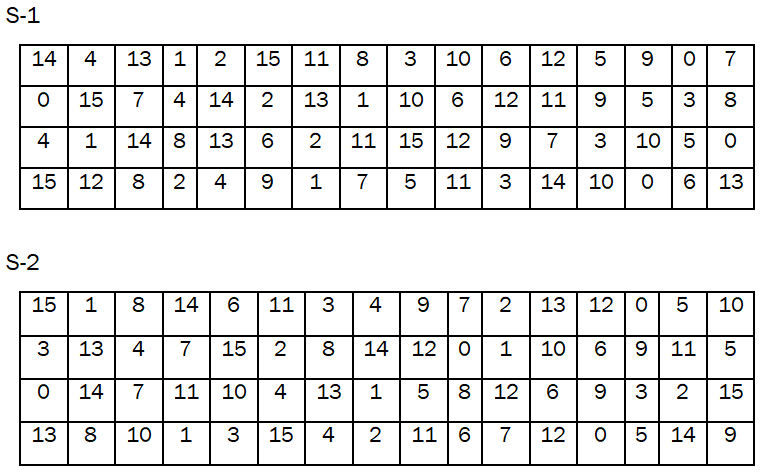 S-1
14 4 13 1 2 15 11 8 3 10 6 12 5 9 0 7
0 15 7 4 14 2 13 1 10 6 12 11 9 5 3 8
4 1 14 8 13 6 2 11 15 12 9 7 3 10 5 0
15 12 8 2 4 9 1 7 5 11 3 14 10 0 6 13
S-2
15 1 8 14 6 11 3 4 9 7 2 13 12 0 5 10
3 13 4 7 15 2 8 14 12 0 1 10 6 9 11 5
0 14 7 11 10 4 13 1 5 8 12 6 9 3 2 15
13 8 10 1 3 15 4 2 11 6 7 12 0 5 14 9